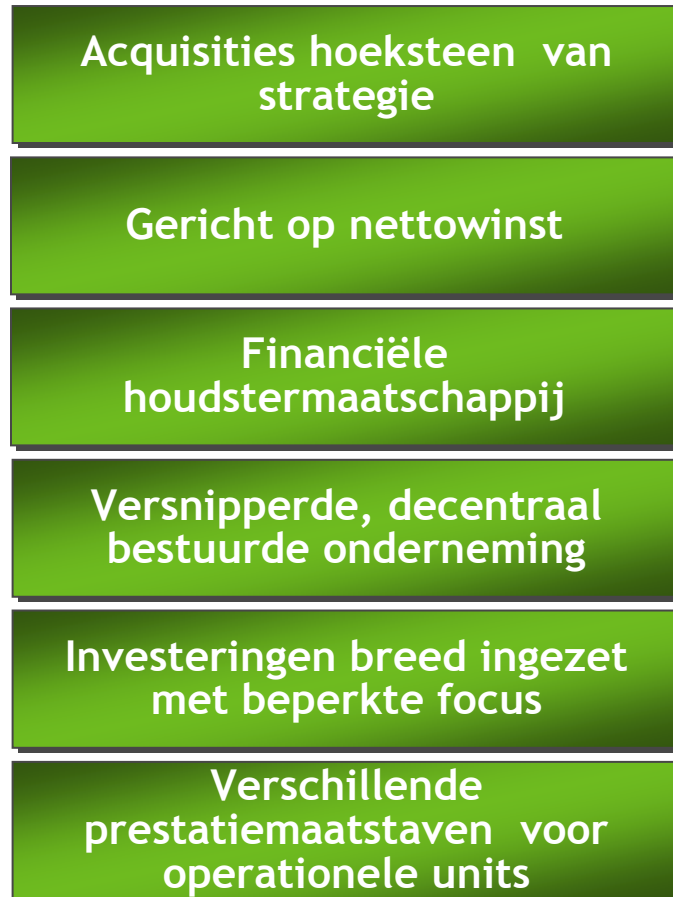 Acquisities hoeksteen van
strategie
Gericht op nettowinst
Financiële
houdstermaatschappij
Versnipperde, decentraal
bestuurde onderneming
Investeringen breed ingezet
met beperkte focus
Verschillende
prestatiemaatstaven voor
operationele units